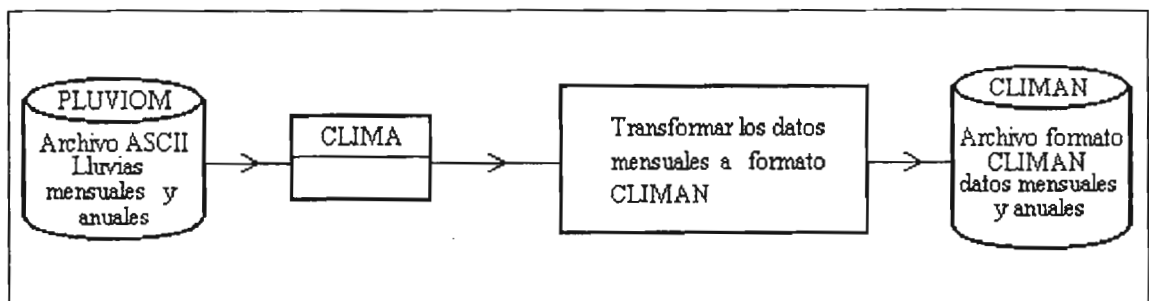 PLUVIOM
Archivo ASCII
Lluvias
mensuales y
anuales
CLIMA
Transformar los datos
mensuales a formato
CLIMAN
CLIMAN
Archivo formato
CLIMAN
datos mensuales
y anuales